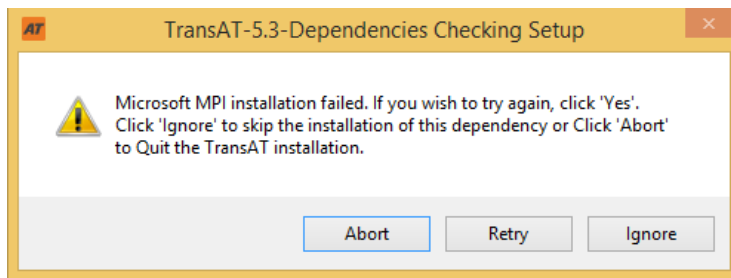 AT TransAT-5.3-Dependencies Checking Setup
Microsoft MPI installation failed. If you wish to try again, click 'Yes'.
Click 'Ignore' to skip the installation of this dependency or Click 'Abort'
to Quit the TransAT installation.
Abort Retry Ignore